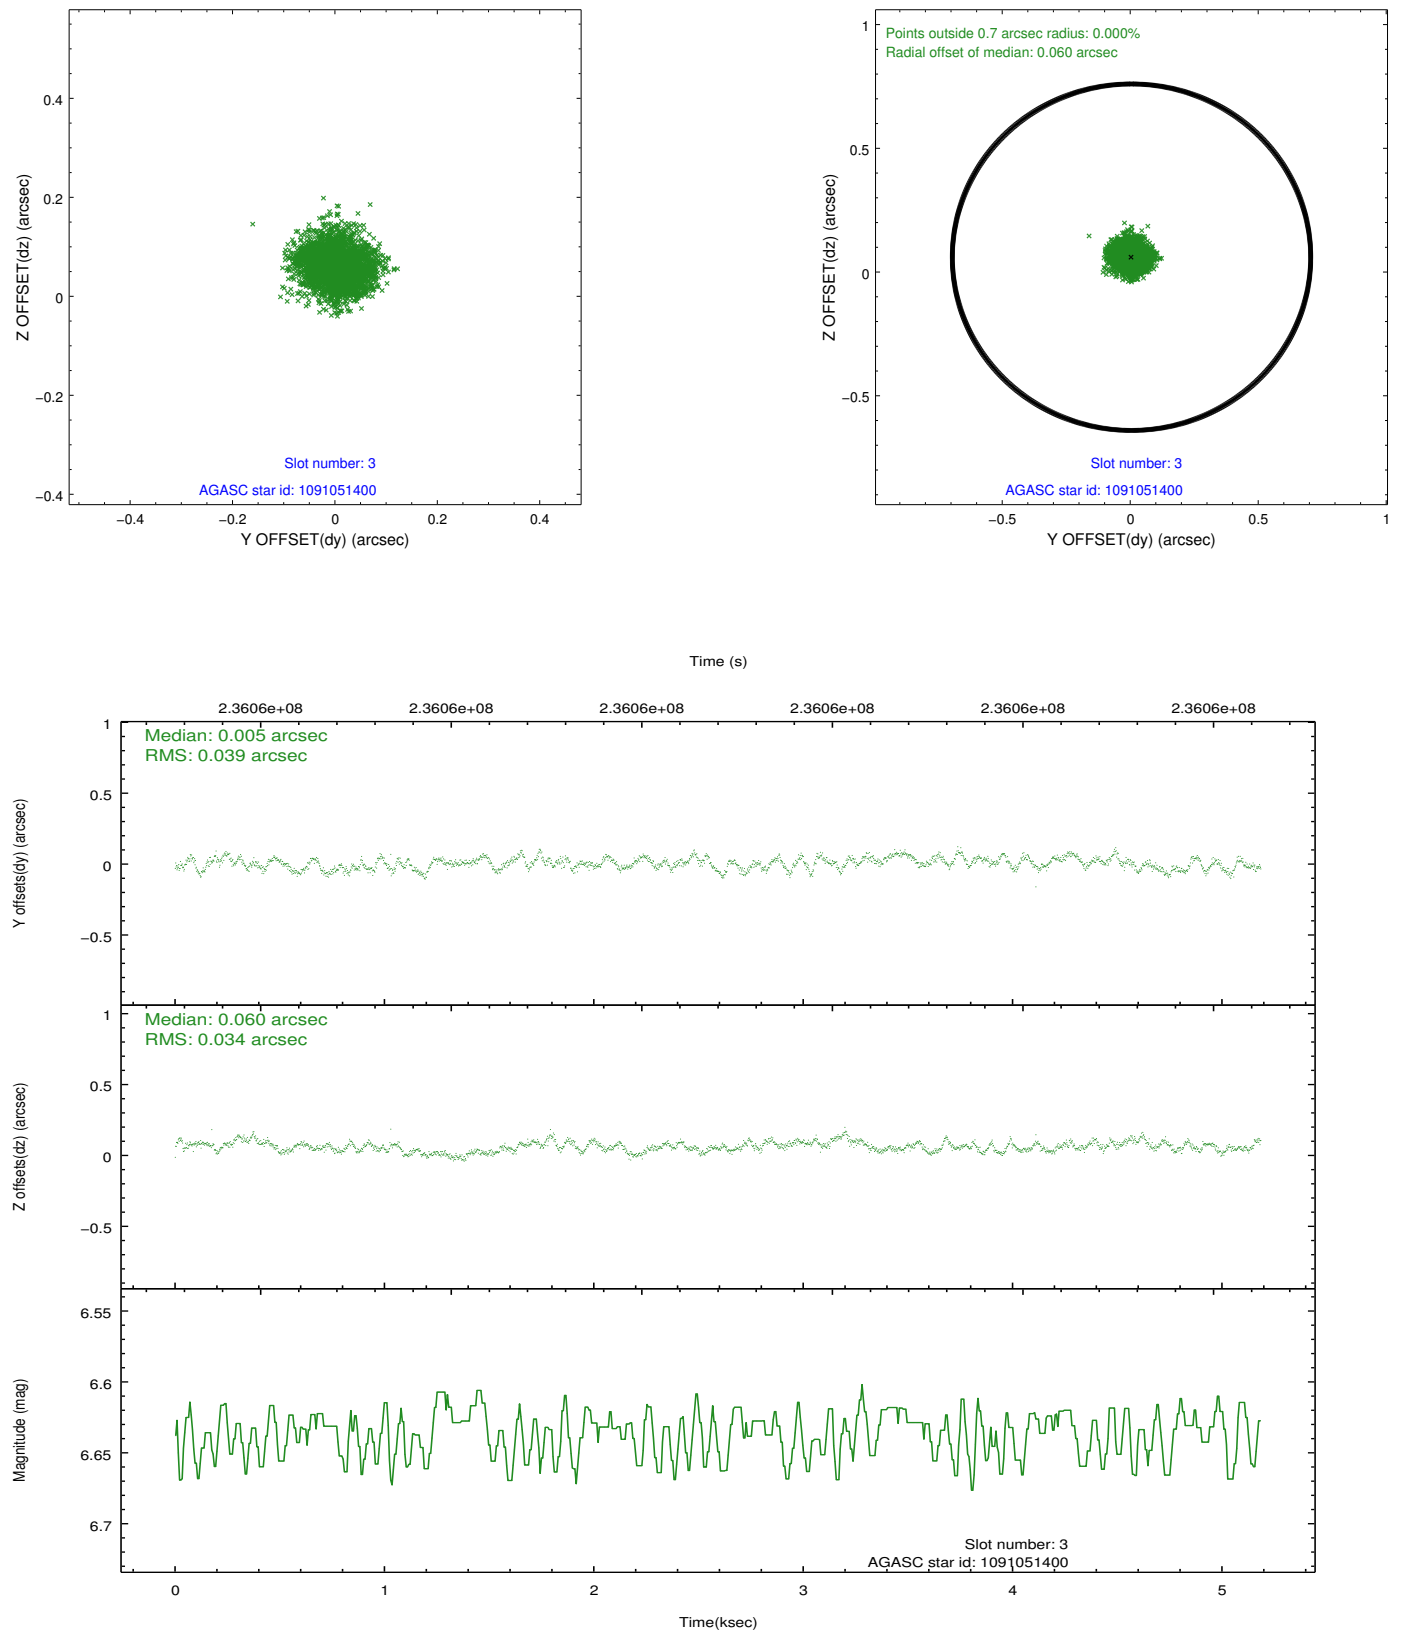 0.4
0.2
0
−0.2
−0.4
Z OFFSET(dz) (arcsec)
Slot number: 3
AGASC star id: 1091051400
−0.4 −0.2 0 0.2 0.4
Y OFFSET(dy) (arcsec)
Points outside 0.7 arcsec radius: 0.000%
Radial offset of median: 0.060 arcsec
1
0.5
0
−0.5
Z OFFSET(dz) (arcsec)
Slot number: 3
AGASC star id: 1091051400
−0.5 0 0.5 1
Y OFFSET(dy) (arcsec)
Time (s)
2.3606e+08 2.3606e+08 2.3606e+08 2.3606e+08 2.3606e+08 2.3606e+08
Median: 0.005 arcsec
RMS: 0.039 arcsec
1
0.5
0
−0.5
Y offsets(dy) (arcsec)
Median: 0.060 arcsec
RMS: 0.034 arcsec
1
0.5
0
−0.5
Z offsets(dz) (arcsec)
6.55
6.6
6.65
6.7
Magnitude (mag)
Slot number: 3
AGASC star id: 1091051400
0 1 2 3 4 5
Time(ksec)